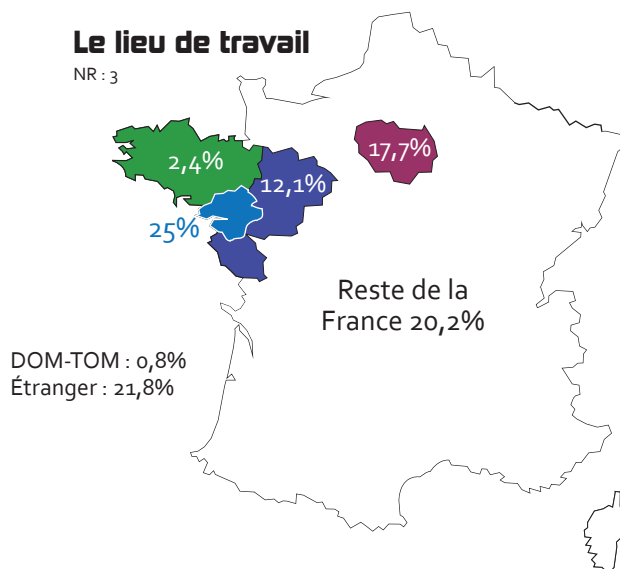 Le lieu de travail
NR : 3
17,7%
2,4%
12,1%
25%
Reste de la
France 20,2%
DOM-TOM : 0,8%
Étranger : 21,8%